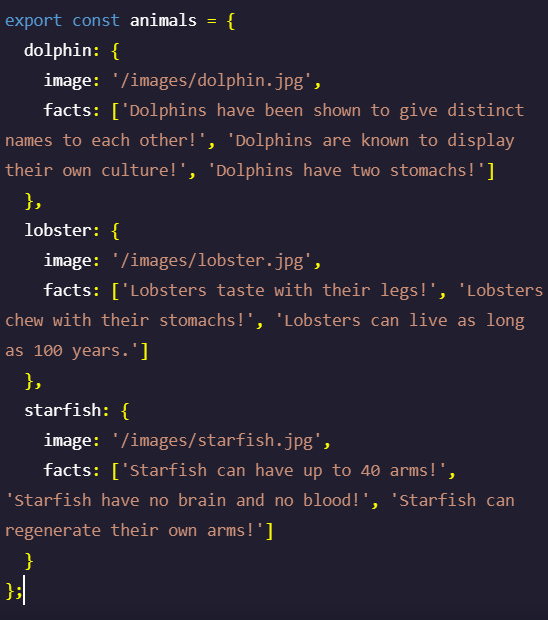 export const animals = {
  dolphin: {
    image: '/images/dolphin.jpg',
    facts: ['Dolphins have been shown to give distinct
names to each other!', 'Dolphins are known to display
their own culture!', 'Dolphins have two stomachs!']
  },
  lobster: {
    image: '/images/lobster.jpg',
    facts: ['Lobsters taste with their legs!', 'Lobsters
chew with their stomachs!', 'Lobsters can live as long
as 100 years.']
  },
  starfish: {
    image: '/images/starfish.jpg',
    facts: ['Starfish can have up to 40 arms!',
'Starfish have no brain and no blood!', 'Starfish can
regenerate their own arms!']
  }
};